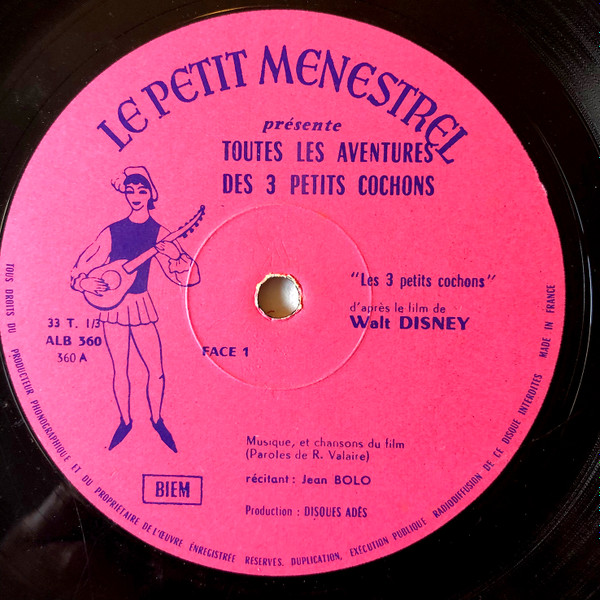 LE PETIT MENESTREL
présente
TOUTES LES AVENTURES
DES 3 PETITS COCHONS
"Les 3 petits cochons"
d'après le film de
Walt DISNEY
33 T. 1/3
ALB 360
360 A
FACE 1
Musique, et chansons du film
(Paroles de R. Valaire)
récitant: Jean BOLO
Production: DISQUES ADÈS
BIEM
TOUS DROITS DU PRODUCTEUR PHONOGRAPHIQUE ET DU PROPRIETAIRE DE L'ŒUVRE ENREGISTRÉE RESERVES. DUPLICATION, EXÉCUTION PUBLIQUE RADIODIFFUSION DE CE DISQUE INTERDITES MADE IN FRANCE